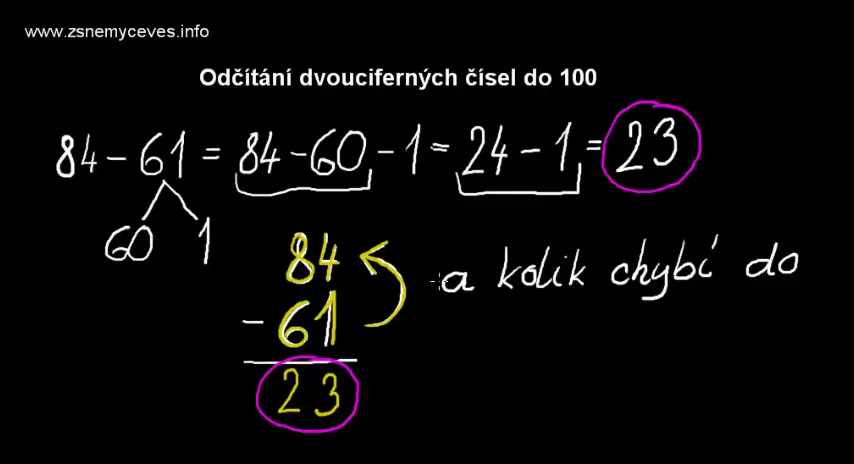 www.zsnemyceves.info
Odčítání dvouciferných čísel do 100
84 - 61 = 84 - 60 - 1 = 24 - 1 = 23
60 1
84
- 61
23
a kolik chybí do